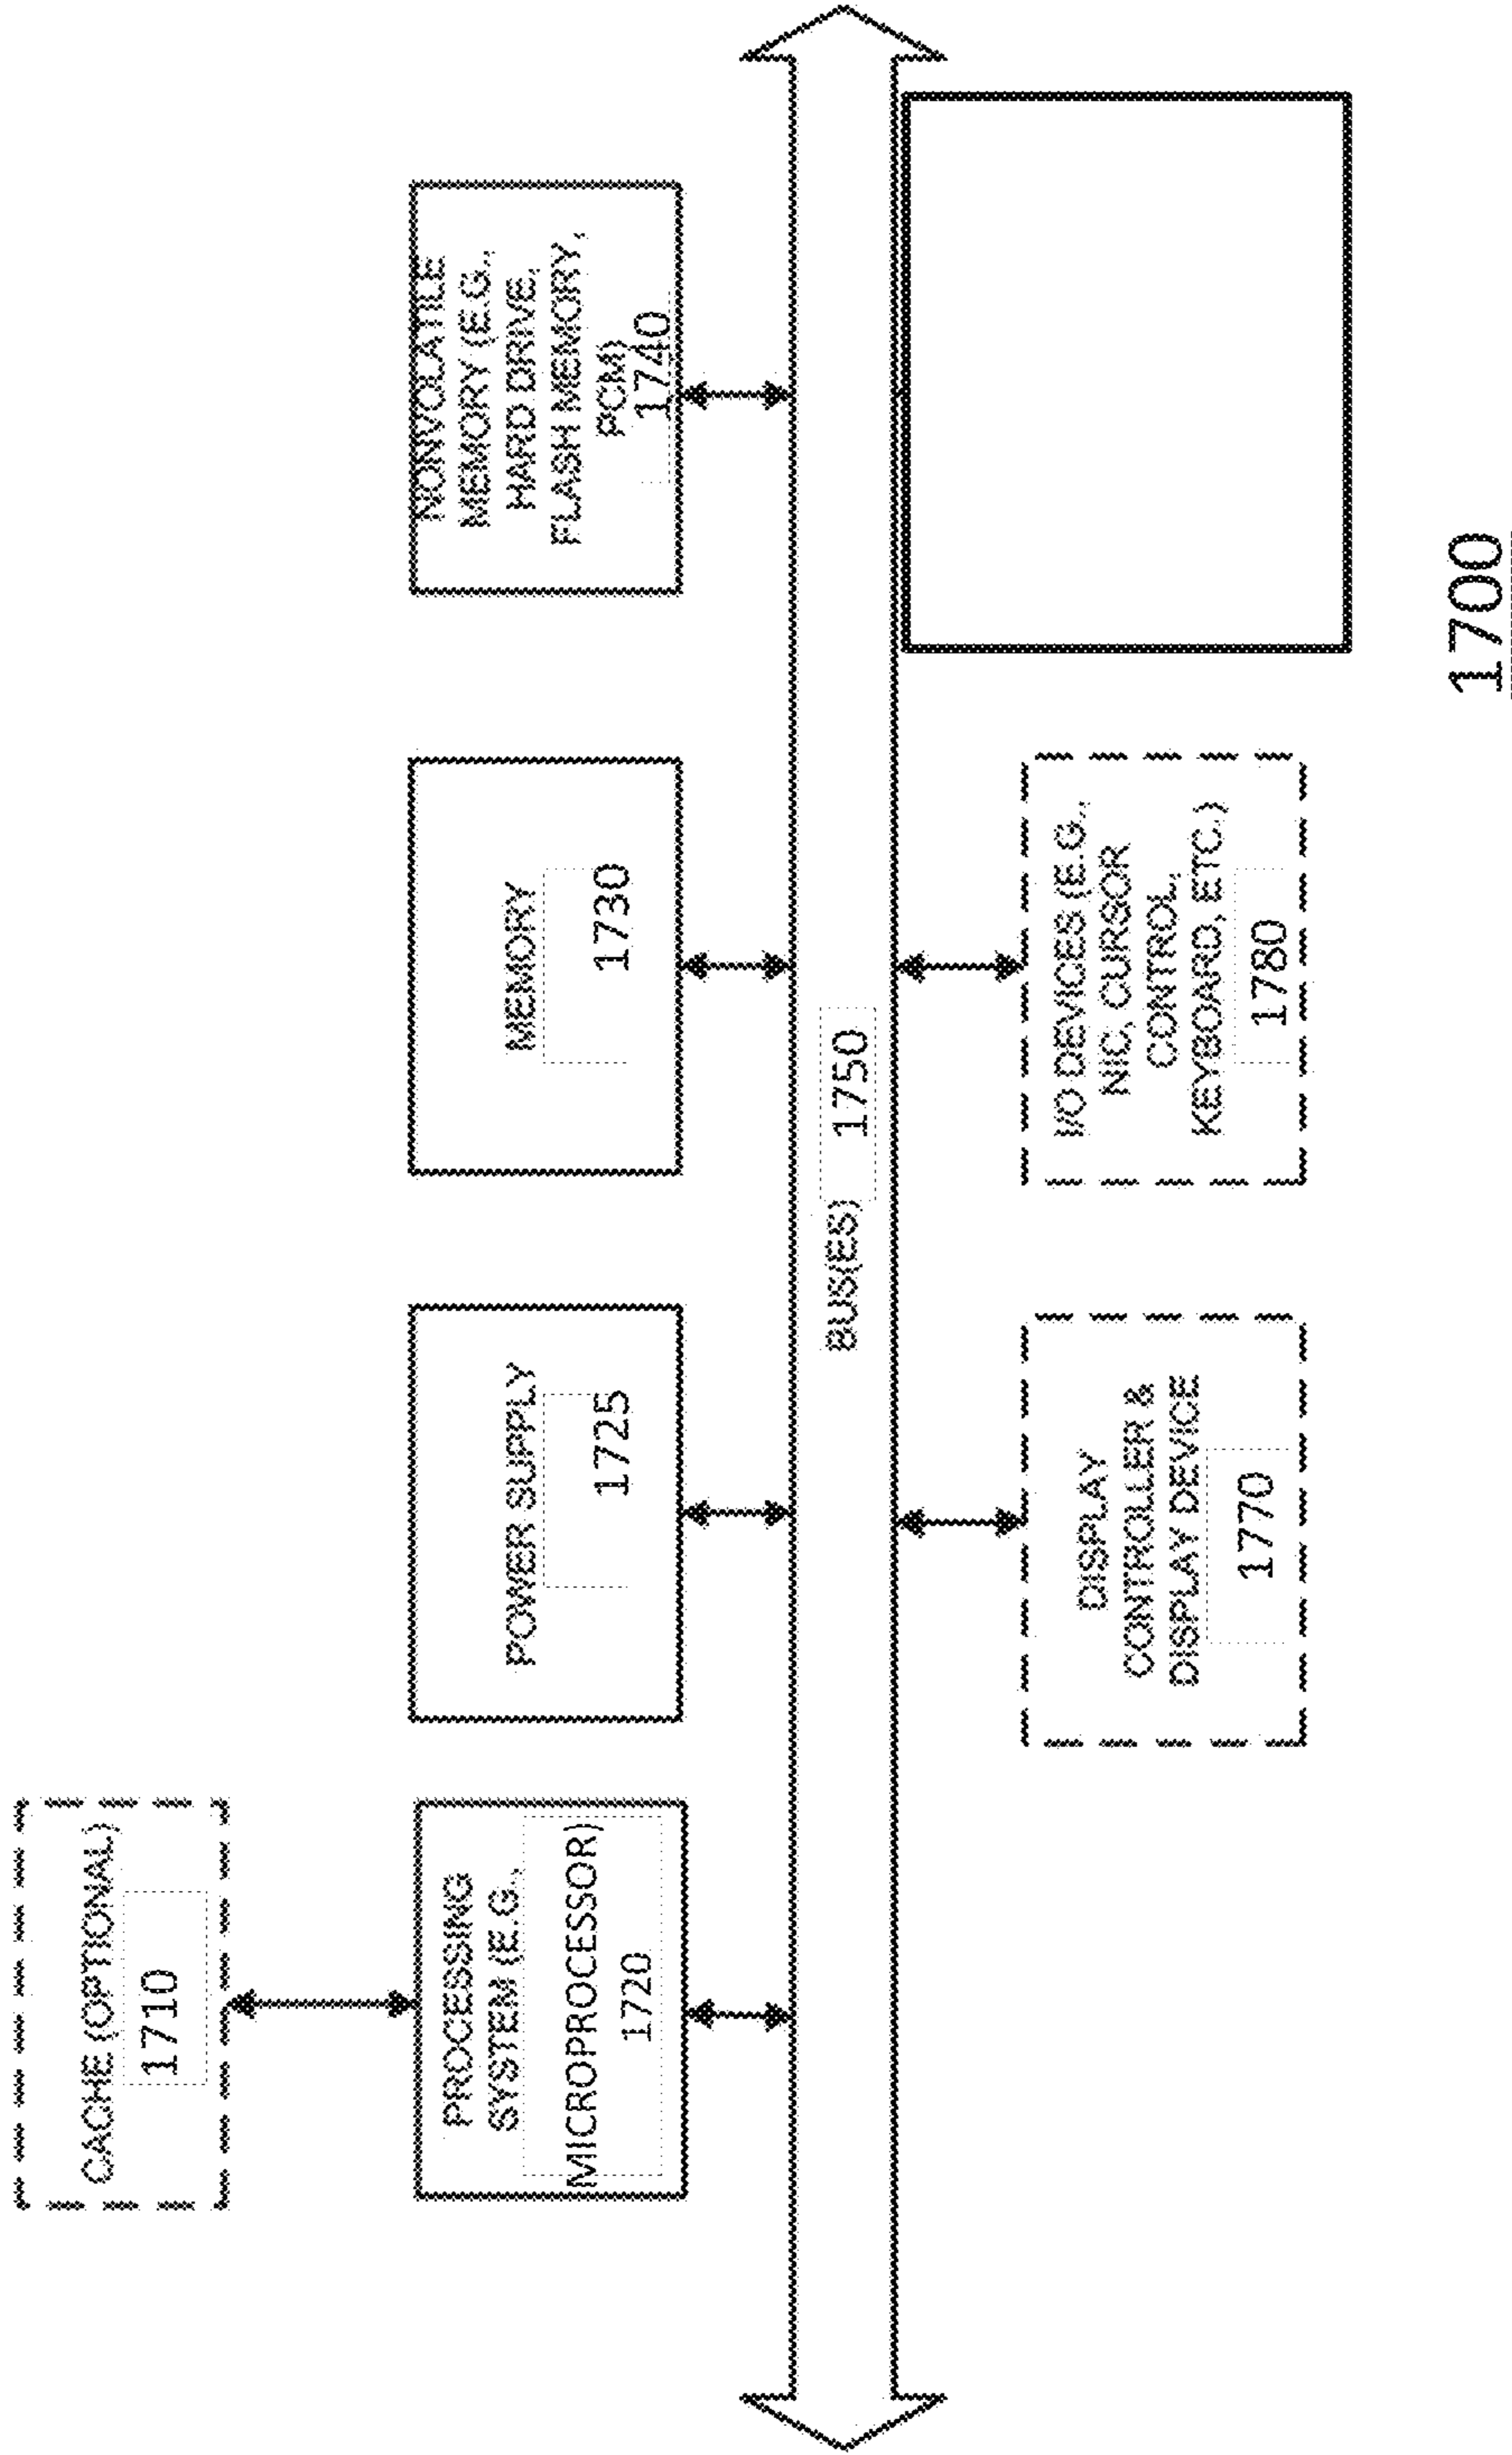 CACHE (OPTIONAL)
1710
PROCESSING
SYSTEM (E.G.,
MICROPROCESSOR)
1720
POWER SUPPLY
1725
MEMORY
1730
NONVOLATILE
MEMORY (E.G.,
HARD DRIVE,
FLASH MEMORY,
PCM)
1740
BUS(ES) 1750
DISPLAY
CONTROLLER &
DISPLAY DEVICE
1770
I/O DEVICES (E.G.,
NIC, CURSOR
CONTROL,
KEYBOARD, ETC.)
1780
1700